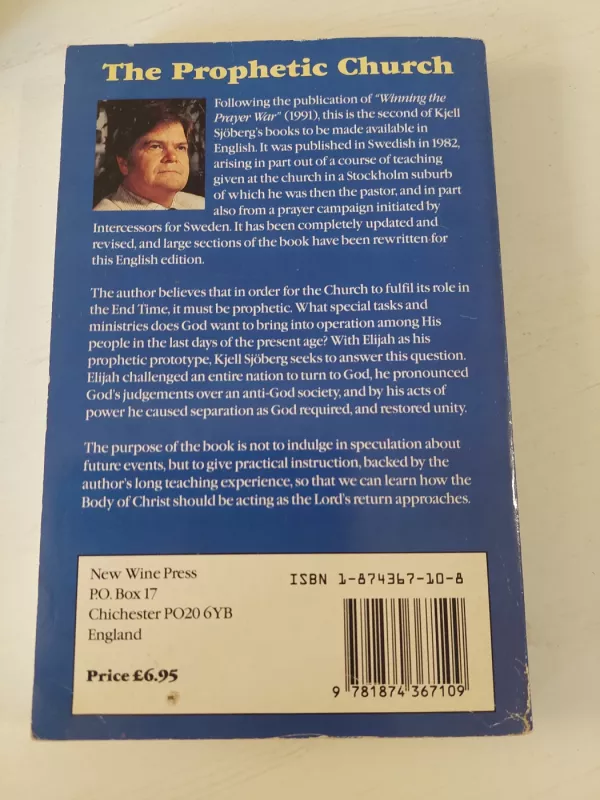 The Prophetic Church
Following the publication of "Winning the
Prayer War" (1991), this is the second of Kjell
Sjöberg's books to be made available in
English. It was published in Swedish in 1982,
arising in part out of a course of teaching
given at the church in a Stockholm suburb
of which he was then the pastor, and in part
also from a prayer campaign initiated by
Intercessors for Sweden. It has been completely updated and
revised, and large sections of the book have been rewritten for
this English edition.
The author believes that in order for the Church to fulfil its role in
the End Time, it must be prophetic. What special tasks and
ministries does God want to bring into operation among His
people in the last days of the present age? With Elijah as his
prophetic prototype, Kjell Sjöberg seeks to answer this question.
Elijah challenged an entire nation to turn to God, he pronounced
God's judgements over an anti-God society, and by his acts of
power he caused separation as God required, and restored unity.
The purpose of the book is not to indulge in speculation about
future events, but to give practical instruction, backed by the
author's long teaching experience, so that we can learn how the
Body of Christ should be acting as the Lord's return approaches.
New Wine Press
P.O. Box 17
Chichester PO20 6YB
England
Price £6.95
ISBN 1-874367-10-8
9 781874 367109